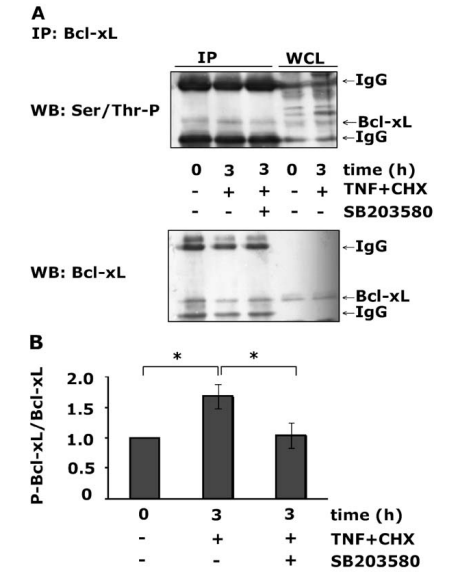 A
IP: Bcl-xL
IP WCL
WB: Ser/Thr-P
←IgG
←Bcl-xL
←IgG
0 3 3 0 3 time (h)
- + + - + TNF+CHX
- - + - - SB203580
WB: Bcl-xL
←IgG
←Bcl-xL
←IgG
B
* *
P-Bcl-xL/Bcl-xL
2.0
1.5
1.0
0.5
0
0 3 3 time (h)
- + + TNF+CHX
- - + SB203580